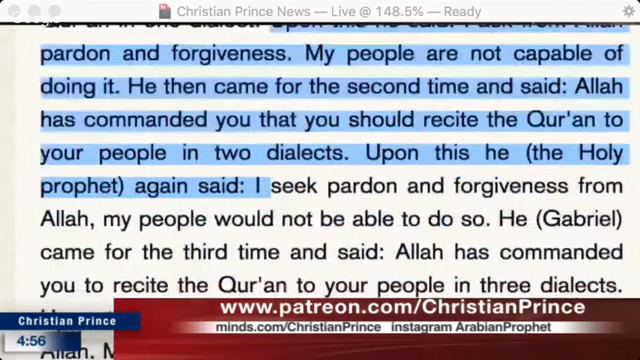 Christian Prince News — Live @ 148.5% — Ready
pardon and forgiveness. My people are not capable of
doing it. He then came for the second time and said: Allah
has commanded you that you should recite the Qur'an to
your people in two dialects. Upon this he (the Holy
prophet) again said: I seek pardon and forgiveness from
Allah, my people would not be able to do so. He (Gabriel)
came for the third time and said: Allah has commanded
you to recite the Qur'an to your people in three dialects.
www.patreon.com/ChristianPrince
Christian Prince
minds.com/ChristianPrince instagram ArabianProphet
4:56
Allah. M